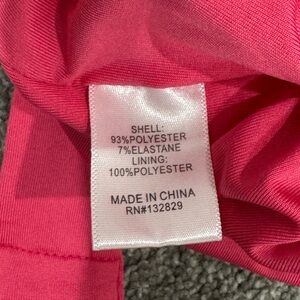 SHELL:
93%POLYESTER
7%ELASTANE
LINING:
100%POLYESTER
MADE IN CHINA
RN#132829